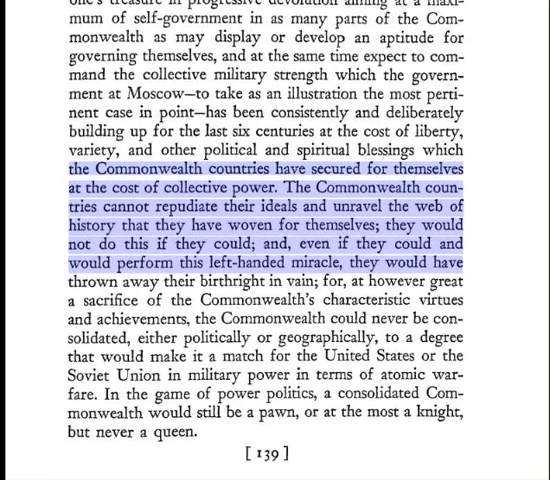 one's treasure in progressive devolution aiming at a maxi-
mum of self-government in as many parts of the Com-
monwealth as may display or develop an aptitude for
governing themselves, and at the same time expect to com-
mand the collective military strength which the govern-
ment at Moscow—to take as an illustration the most perti-
nent case in point—has been consistently and deliberately
building up for the last six centuries at the cost of liberty,
variety, and other political and spiritual blessings which
the Commonwealth countries have secured for themselves
at the cost of collective power. The Commonwealth coun-
tries cannot repudiate their ideals and unravel the web of
history that they have woven for themselves; they would
not do this if they could; and, even if they could and
would perform this left-handed miracle, they would have
thrown away their birthright in vain; for, at however great
a sacrifice of the Commonwealth's characteristic virtues
and achievements, the Commonwealth could never be con-
solidated, either politically or geographically, to a degree
that would make it a match for the United States or the
Soviet Union in military power in terms of atomic war-
fare. In the game of power politics, a consolidated Com-
monwealth would still be a pawn, or at the most a knight,
but never a queen.
[ 139 ]